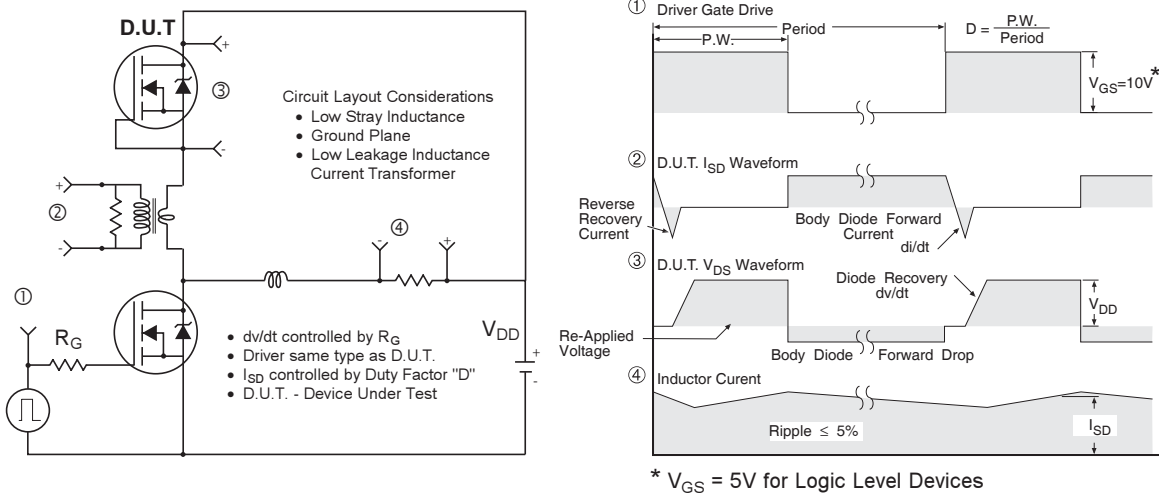 D.U.T
+
③
-
Circuit Layout Considerations
• Low Stray Inductance
• Ground Plane
• Low Leakage Inductance
Current Transformer
+
②
-
④
-
+
①
R_G
V_DD
+
-
• dv/dt controlled by R_G
• Driver same type as D.U.T.
• I_SD controlled by Duty Factor "D"
• D.U.T. - Device Under Test
① Driver Gate Drive
P.W.
Period
D = P.W. / Period
V_GS=10V *
② D.U.T. I_SD Waveform
Reverse
Recovery
Current
Body Diode Forward
Current
di/dt
③ D.U.T. V_DS Waveform
Diode Recovery
dv/dt
V_DD
Re-Applied
Voltage
Body Diode Forward Drop
④ Inductor Curent
Ripple ≤ 5%
I_SD
* V_GS = 5V for Logic Level Devices